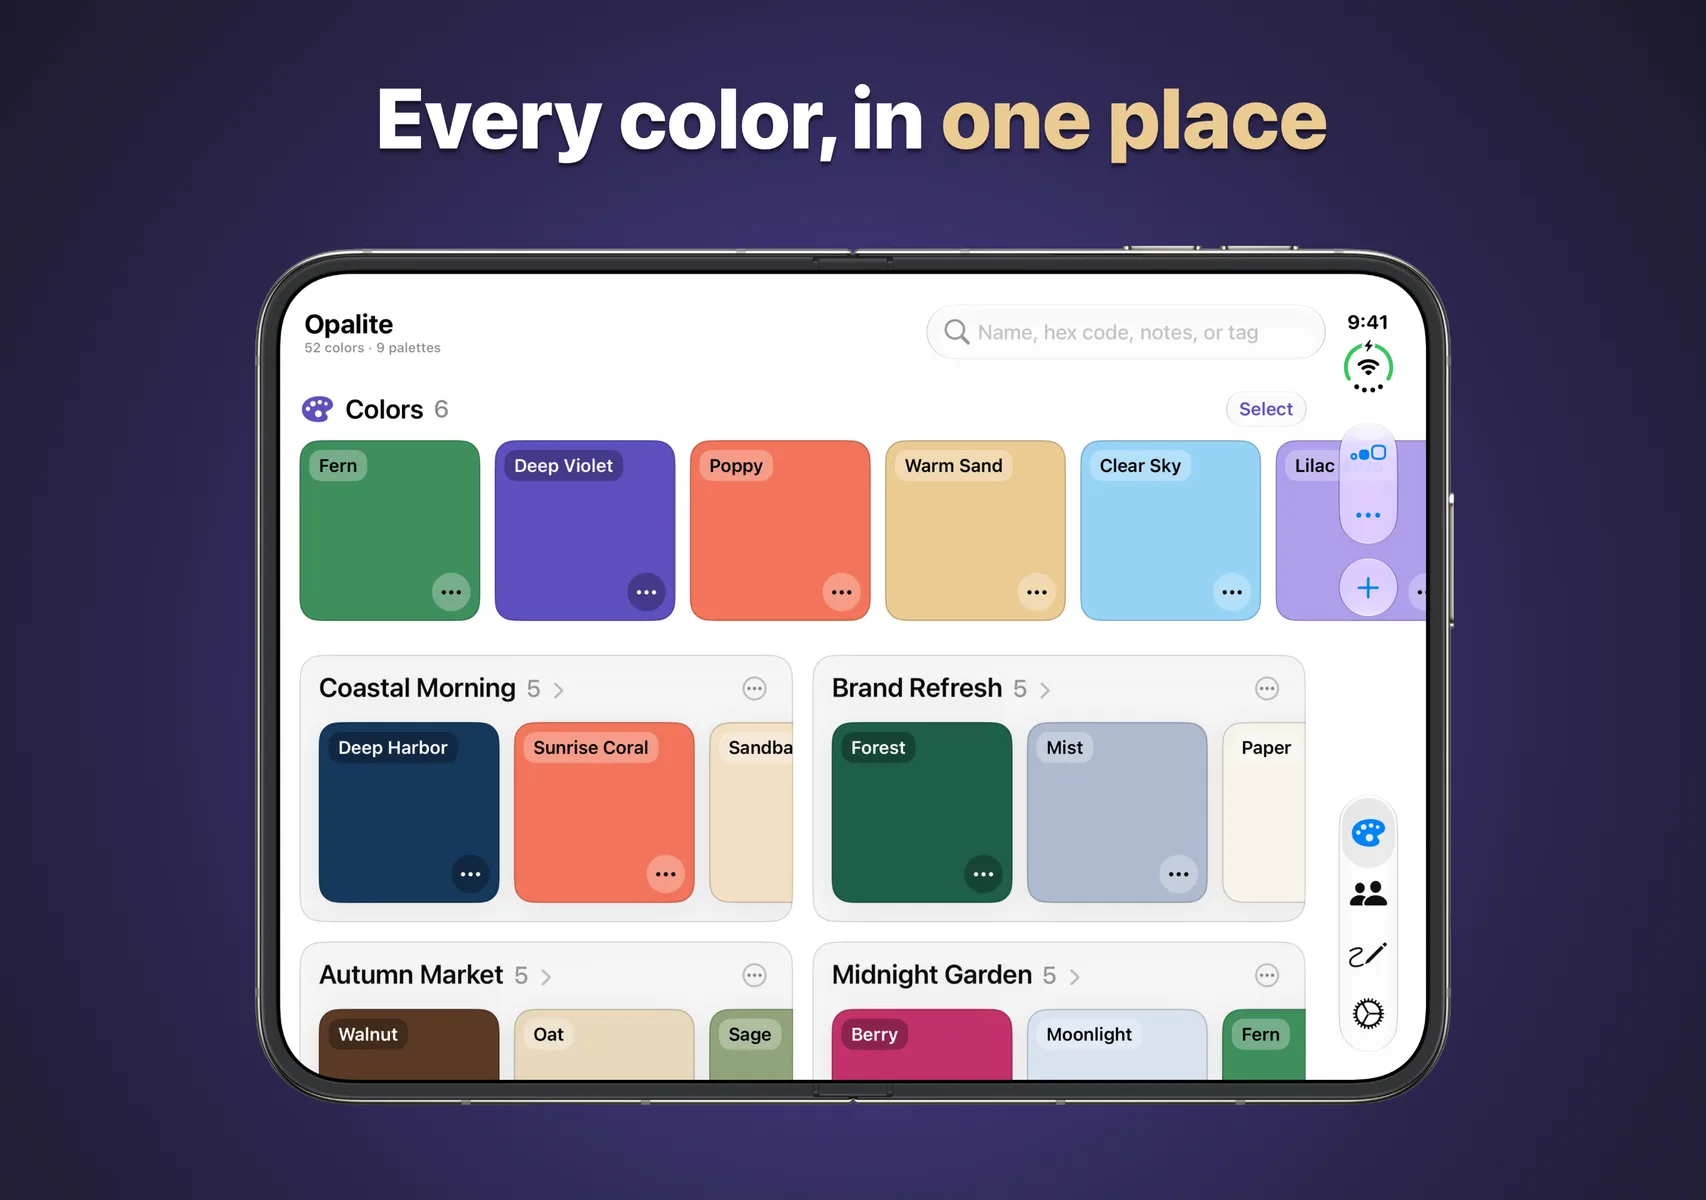 Every color, in one place
Opalite
52 colors · 9 palettes
Name, hex code, notes, or tag
9:41
Colors 6
Select
Fern
Deep Violet
Poppy
Warm Sand
Clear Sky
Lilac
Coastal Morning 5
Brand Refresh 5
Deep Harbor
Sunrise Coral
Sandba
Forest
Mist
Paper
Autumn Market 5
Midnight Garden 5
Walnut
Oat
Sage
Berry
Moonlight
Fern